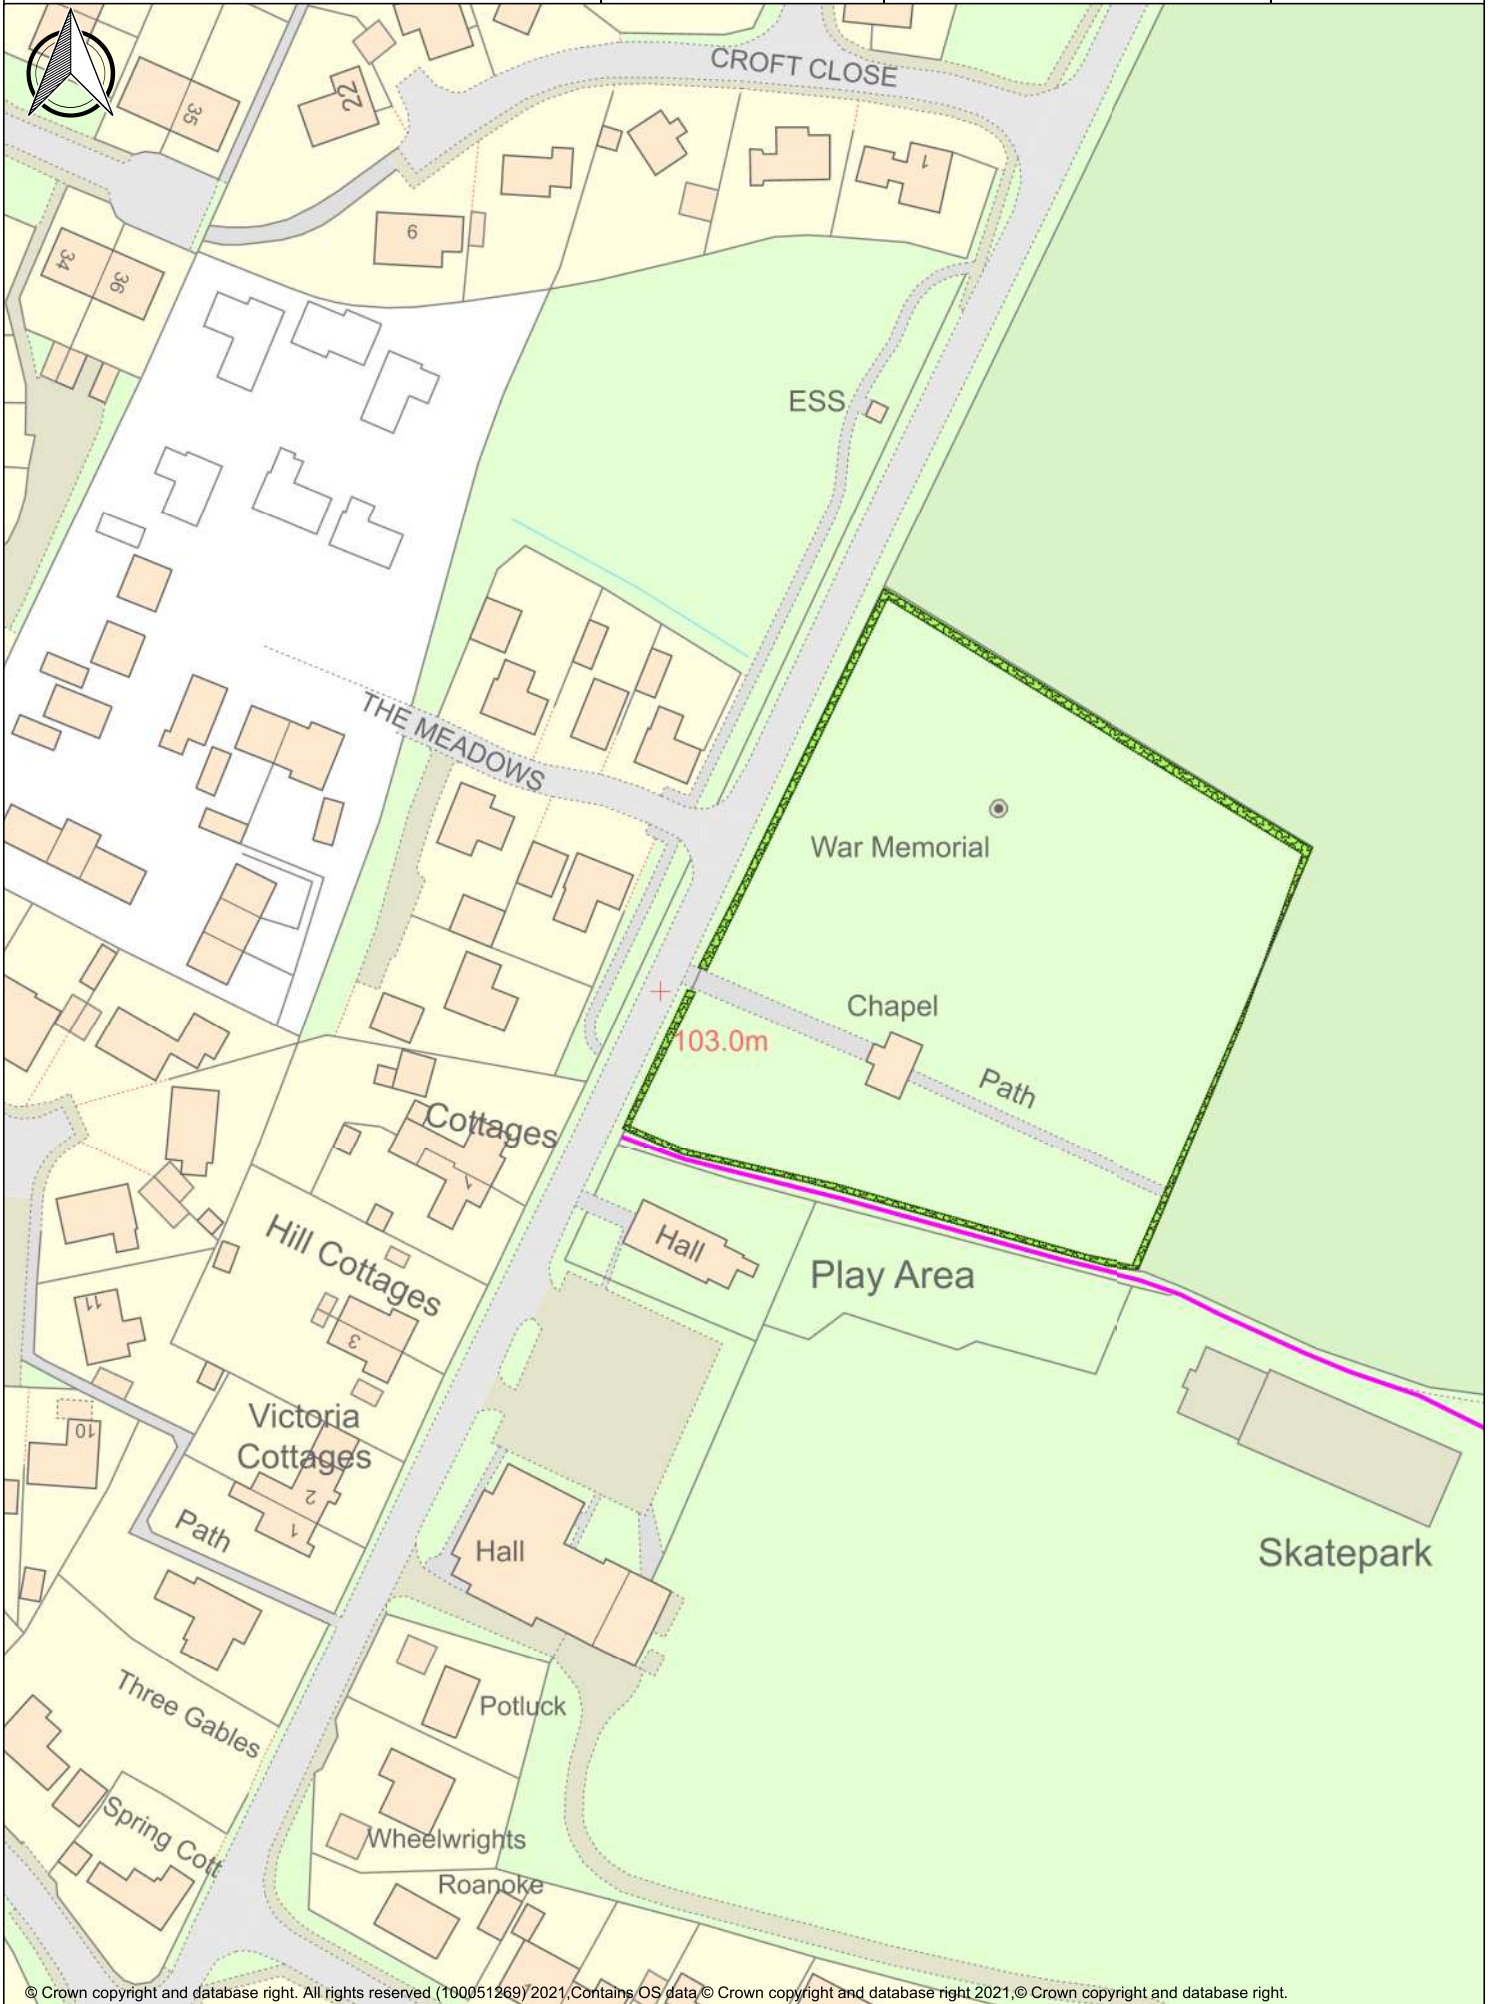 CROFT CLOSE
35
22
1
9
34
36
ESS
THE MEADOWS
War Memorial
Chapel
103.0m
Path
Cottages
1
Hall
Hill Cottages
Play Area
11
3
Victoria
Cottages
10
2
1
Path
Hall
Skatepark
Three Gables
Potluck
Spring Cott
Wheelwrights
Roanoke
© Crown copyright and database right. All rights reserved (100051269) 2021,Contains OS data © Crown copyright and database right 2021,© Crown copyright and database right.